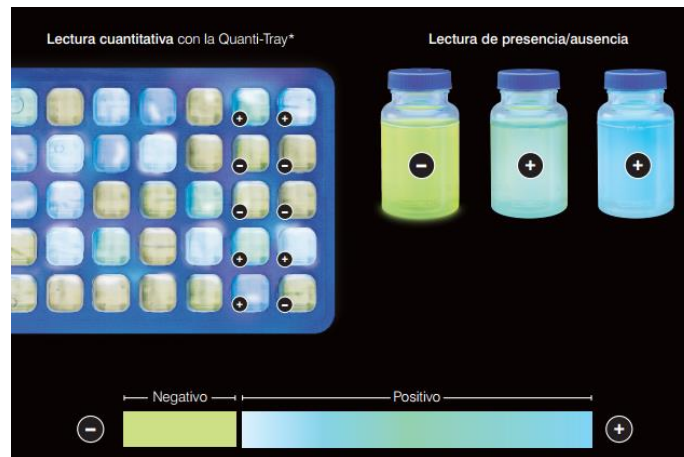 Lectura cuantitativa con la Quanti-Tray*
Lectura de presencia/ausencia
+ +
- -
- -
+ +
+ -
- + +
Negativo
Positivo
- +